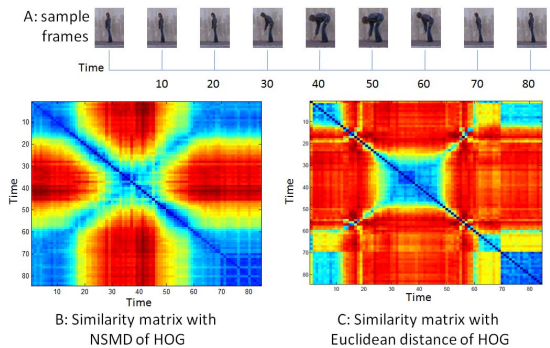 A: sample
frames
Time
10 20 30 40 50 60 70 80
Time
10
20
30
40
50
60
70
80
10 20 30 40 50 60 70 80
Time
Time
10
20
30
40
50
60
70
80
10 20 30 40 50 60 70 80
Time
B: Similarity matrix with
NSMD of HOG
C: Similarity matrix with
Euclidean distance of HOG